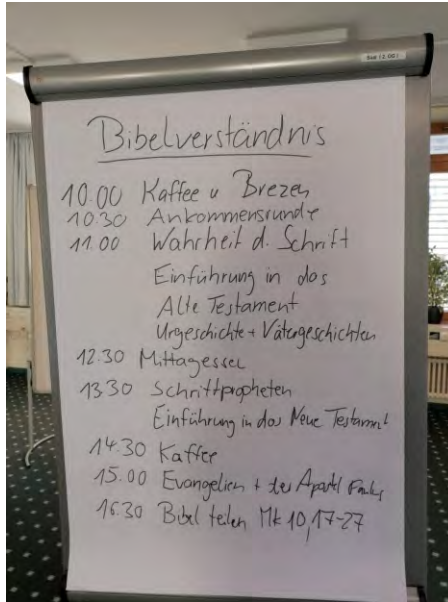 Bibelverständnis
10.00 Kaffee u Brezen
10.30 Ankommensrunde
11.00 Wahrheit d. Schrift
Einführung in das
Alte Testament
Urgeschichte + Vätergeschichten
12.30 Mittagessen
13.30 Schriftpropheten
Einführung in das Neue Testament
14.30 Kaffee
15.00 Evangelien + der Apostel Paulus
16.30 Bibel teilen Mk 10,17-27